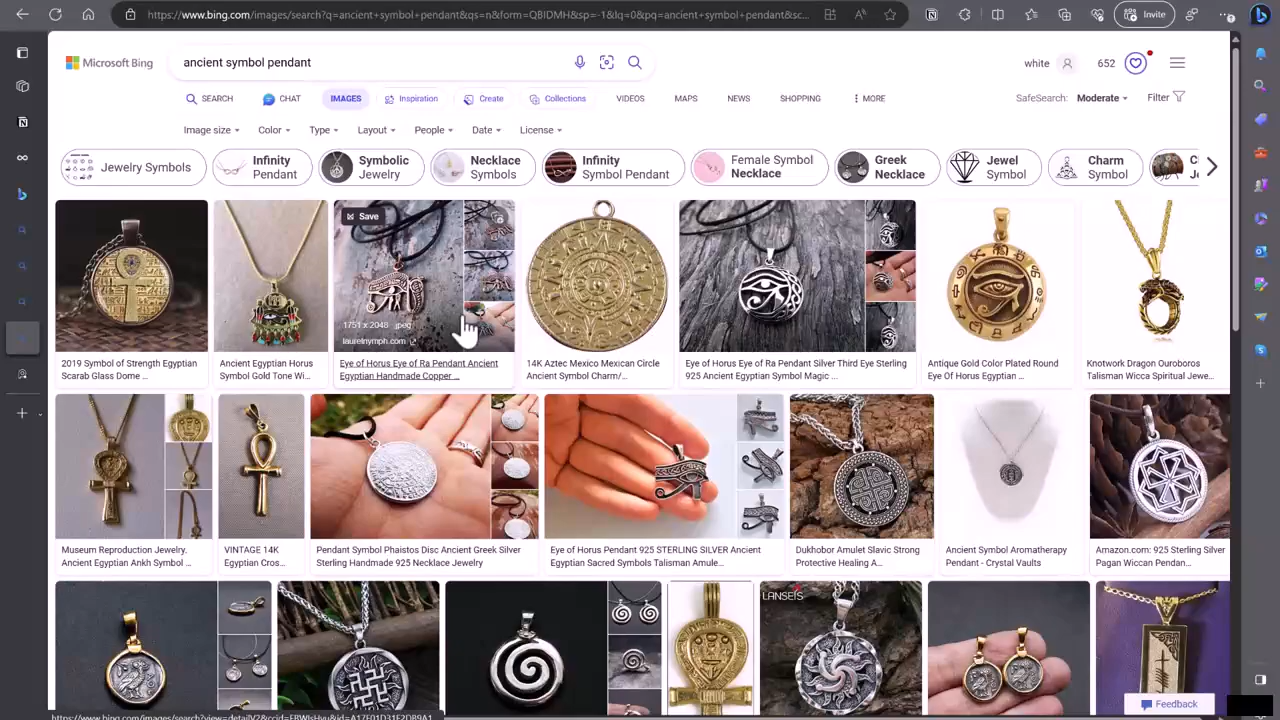 https://www.bing.com/images/search?q=ancient+symbol+pendant&qs=n&form=QBIDMH&sp=-1&lq=0&pq=ancient+symbol+pendant&sc...
Invite
Microsoft Bing
ancient symbol pendant
white
652
SEARCH
CHAT
IMAGES
Inspiration
Create
Collections
VIDEOS
MAPS
NEWS
SHOPPING
MORE
SafeSearch: Moderate
Filter
Image size
Color
Type
Layout
People
Date
License
Jewelry Symbols
Infinity
Pendant
Symbolic
Jewelry
Necklace
Symbols
Infinity
Symbol Pendant
Female Symbol
Necklace
Greek
Necklace
Jewel
Symbol
Charm
Symbol
Save
1751 x 2048 .jpeg
laurelnymph.com
2019 Symbol of Strength Egyptian
Scarab Glass Dome ...
Ancient Egyptian Horus
Symbol Gold Tone Wi...
Eye of Horus Eye of Ra Pendant Ancient
Egyptian Handmade Copper ...
14K Aztec Mexico Mexican Circle
Ancient Symbol Charm/...
Eye of Horus Eye of Ra Pendant Silver Third Eye Sterling
925 Ancient Egyptian Symbol Magic ...
Antique Gold Color Plated Round
Eye Of Horus Egyptian ...
Knotwork Dragon Ouroboros
Talisman Wicca Spiritual Jewe...
Museum Reproduction Jewelry.
Ancient Egyptian Ankh Symbol ...
VINTAGE 14K
Egyptian Cros...
Pendant Symbol Phaistos Disc Ancient Greek Silver
Sterling Handmade 925 Necklace Jewelry
Eye of Horus Pendant 925 STERLING SILVER Ancient
Egyptian Sacred Symbols Talisman Amule...
Dukhobor Amulet Slavic Strong
Protective Healing A...
Ancient Symbol Aromatherapy
Pendant - Crystal Vaults
Amazon.com: 925 Sterling Silver
Pagan Wiccan Pendan...
LANSEIS
Feedback